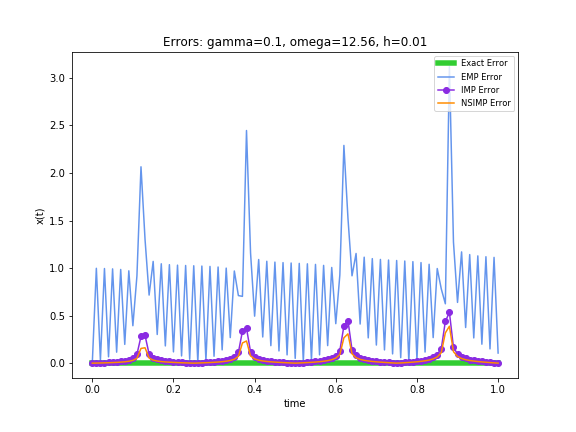 Errors: gamma=0.1, omega=12.56, h=0.01
Exact Error
EMP Error
IMP Error
NSIMP Error
x(t)
3.0
2.5
2.0
1.5
1.0
0.5
0.0
0.0 0.2 0.4 0.6 0.8 1.0
time